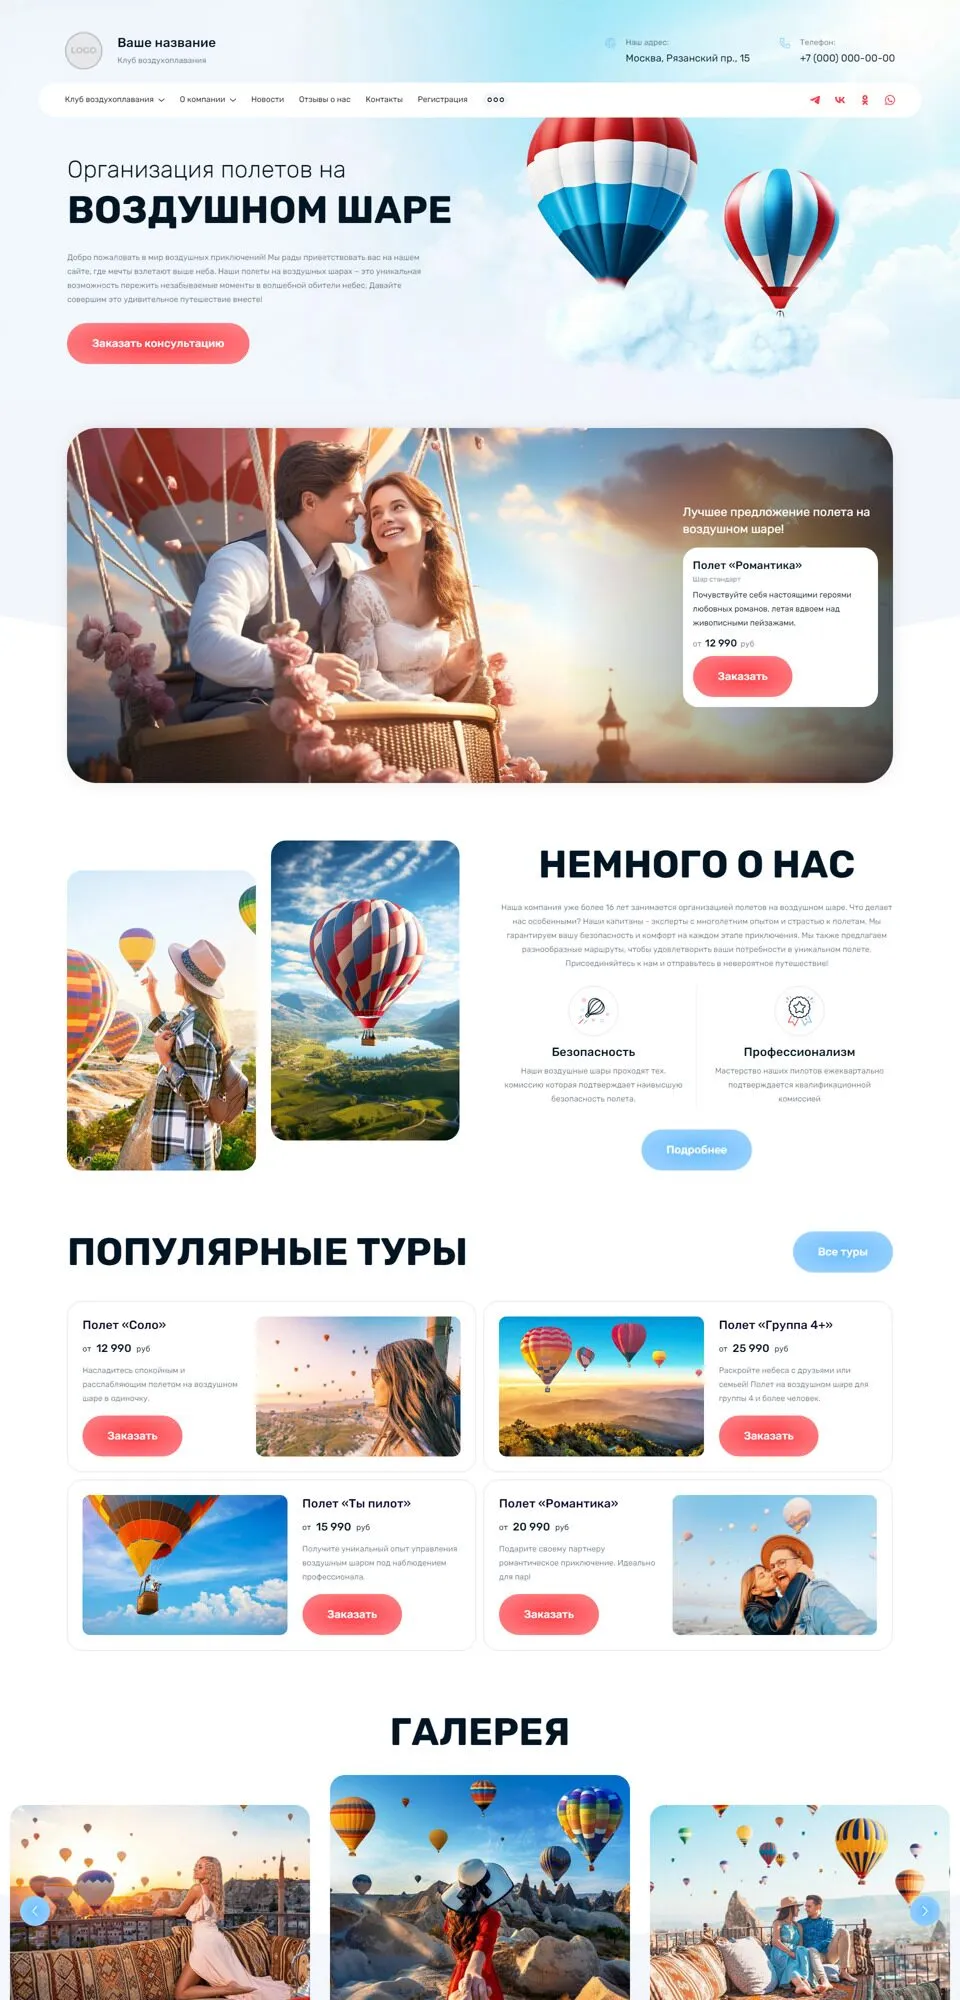 LOGO
Ваше название
Клуб воздухоплавания
Наш адрес:
Москва, Рязанский пр., 15
Телефон:
+7 (000) 000-00-00
Клуб воздухоплавания
О компании
Новости
Отзывы о нас
Контакты
Регистрация
Организация полетов на
ВОЗДУШНОМ ШАРЕ
Добро пожаловать в мир воздушных приключений! Мы рады приветствовать вас на нашем
сайте, где мечты взлетают выше неба. Наши полеты на воздушных шарах – это уникальная
возможность пережить незабываемые моменты в волшебной обители небес. Давайте
совершим это удивительное путешествие вместе!
Заказать консультацию
Лучшее предложение полета на
воздушном шаре!
Полет «Романтика»
Шар стандарт
Почувствуйте себя настоящими героями
любовных романов, летая вдвоем над
живописными пейзажами.
от 12 990 руб
Заказать
НЕМНОГО О НАС
Наша компания уже более 16 лет занимается организацией полетов на воздушном шаре. Что делает
нас особенными? Наши капитаны - эксперты с многолетним опытом и страстью к полетам. Мы
гарантируем вашу безопасность и комфорт на каждом этапе приключения. Мы также предлагаем
разнообразные маршруты, чтобы удовлетворить ваши потребности в уникальном полете.
Присоединяйтесь к нам и отправьтесь в невероятное путешествие!
Безопасность
Наши воздушные шары проходят тех.
комиссию которая подтверждает наивысшую
безопасность полета.
Профессионализм
Мастерство наших пилотов ежеквартально
подтверждается квалификационной
комиссией
Подробнее
ПОПУЛЯРНЫЕ ТУРЫ
Все туры
Полет «Соло»
от 12 990 руб
Насладитесь спокойным и
расслабляющим полетом на воздушном
шаре в одиночку.
Заказать
Полет «Группа 4+»
от 25 990 руб
Раскройте небеса с друзьями или
семьей! Полет на воздушном шаре для
группы 4 и более человек.
Заказать
Полет «Ты пилот»
от 15 990 руб
Получите уникальный опыт управления
воздушным шаром под наблюдением
профессионала.
Заказать
Полет «Романтика»
от 20 990 руб
Подарите своему партнеру
романтическое приключение. Идеально
для пар!
Заказать
ГАЛЕРЕЯ